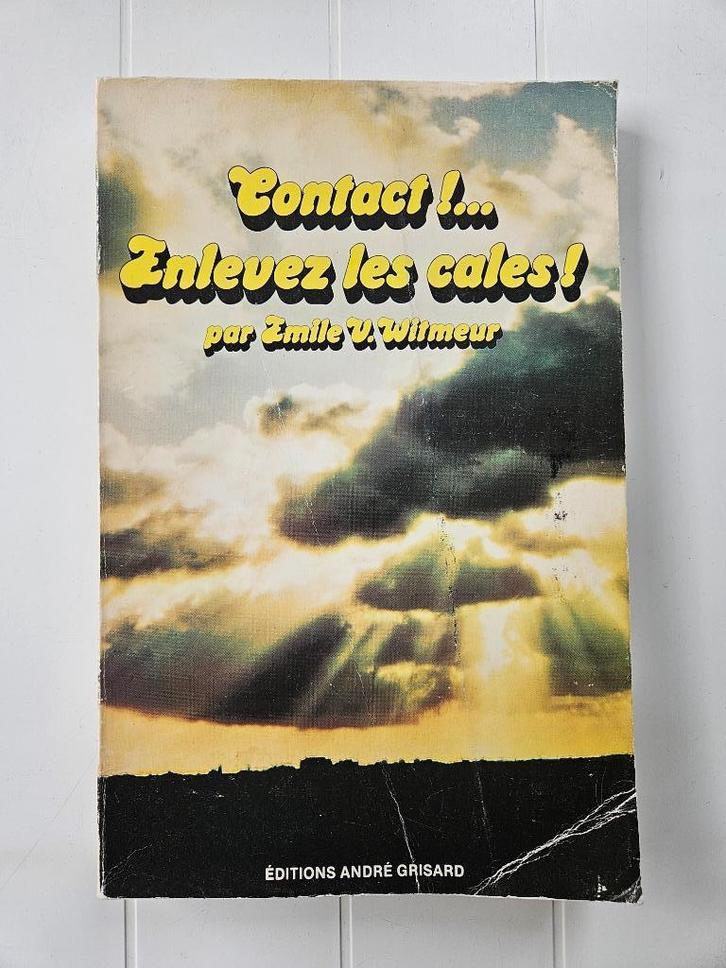 Contact !...
Enlevez les cales !
par Emile V. Witmeur
ÉDITIONS ANDRÉ GRISARD